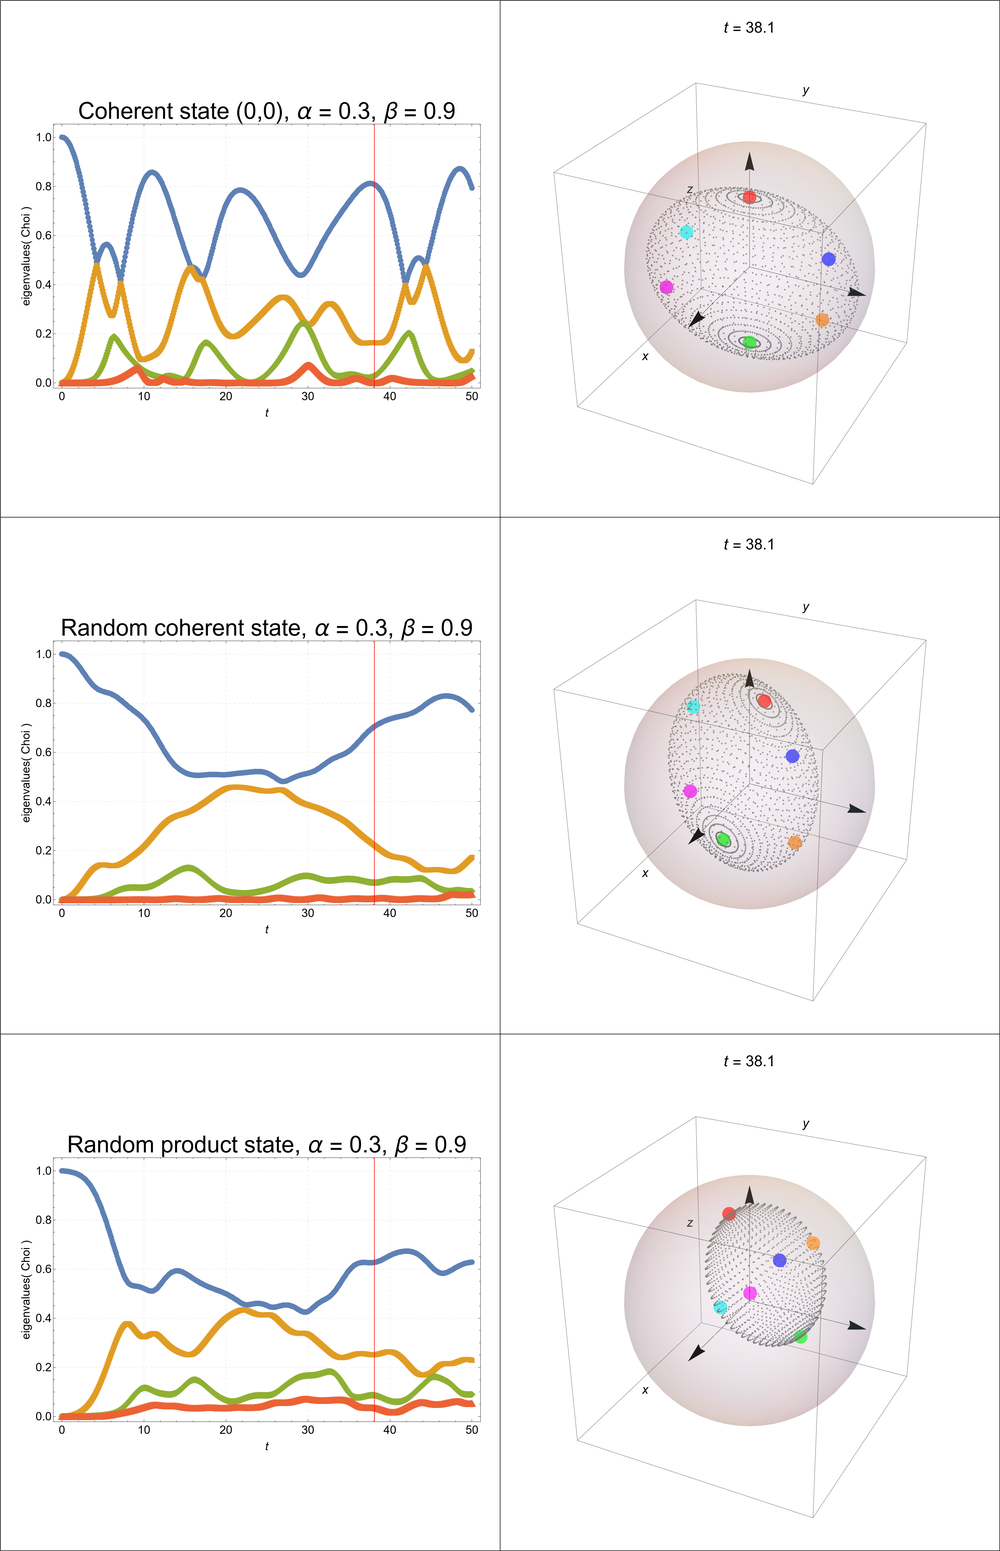 Coherent state (0,0), α = 0.3, β = 0.9
eigenvalues( Choi )
1.0
0.8
0.6
0.4
0.2
0.0
0 10 20 30 40 50
t
t = 38.1
y
z
x
Random coherent state, α = 0.3, β = 0.9
eigenvalues( Choi )
1.0
0.8
0.6
0.4
0.2
0.0
0 10 20 30 40 50
t
t = 38.1
y
z
x
Random product state, α = 0.3, β = 0.9
eigenvalues( Choi )
1.0
0.8
0.6
0.4
0.2
0.0
0 10 20 30 40 50
t
t = 38.1
y
z
x